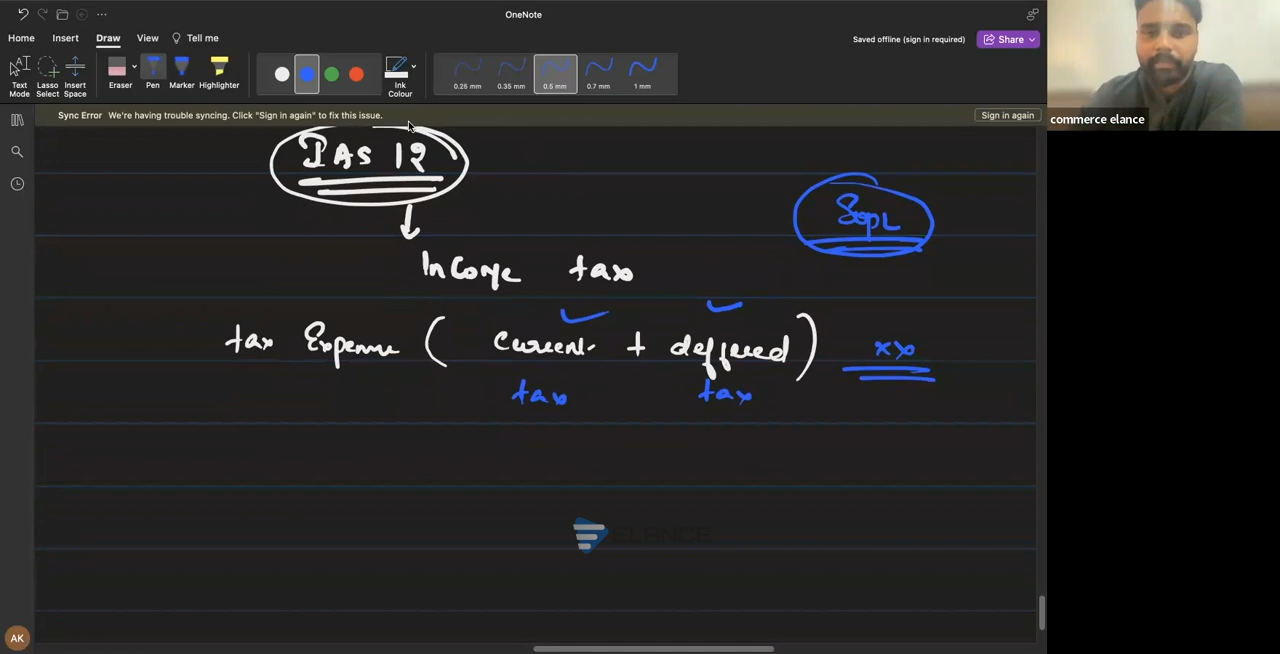 OneNote
Home Insert Draw View Tell me
Saved offline (sign in required) Share
Text Mode
Lasso Select
Insert Space
Eraser
Pen
Marker
Highlighter
Ink Colour
0.25 mm 0.35 mm 0.5 mm 0.7 mm 1 mm
Sync Error We're having trouble syncing. Click "Sign in again" to fix this issue. Sign in again
commerce elance
IAS 12
SOPL
Income tax
tax Expense ( current + deffered ) xx
tax tax
ELANCE
AK